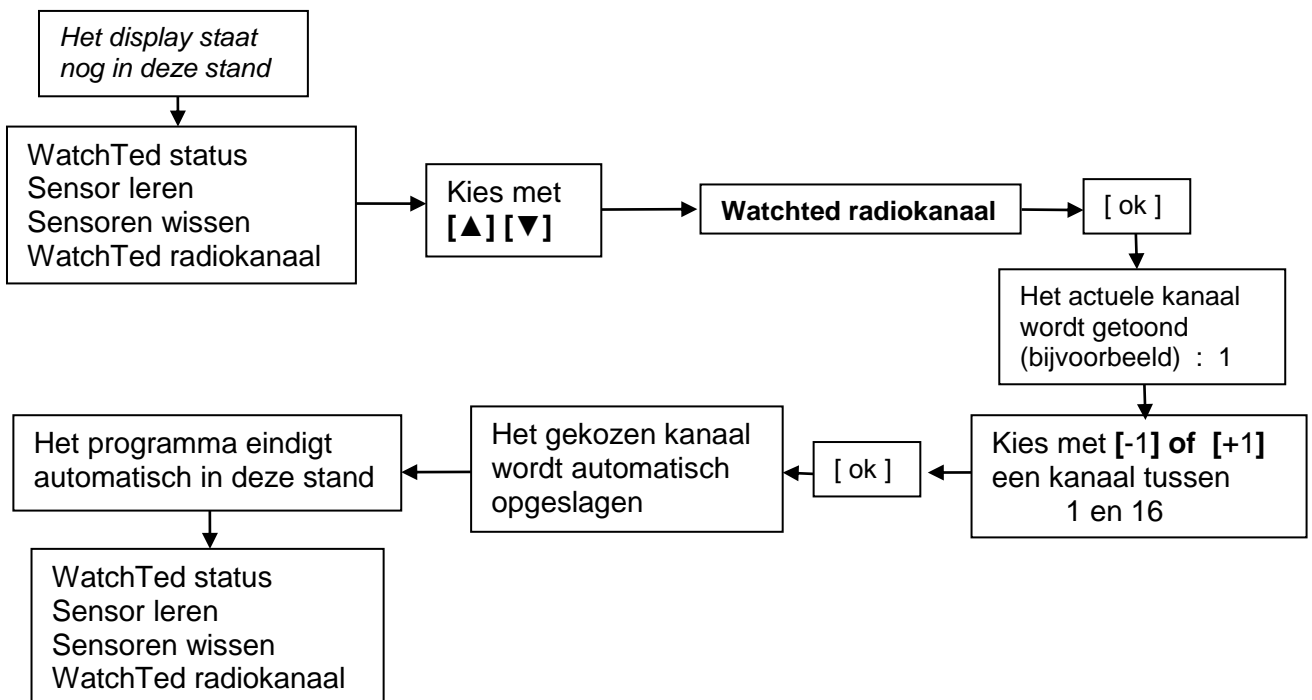 Het display staat
nog in deze stand
WatchTed status
Sensor leren
Sensoren wissen
WatchTed radiokanaal
Kies met
[▲] [▼]
Watchted radiokanaal
[ ok ]
Het actuele kanaal
wordt getoond
(bijvoorbeeld) : 1
Kies met [-1] of [+1]
een kanaal tussen
1 en 16
[ ok ]
Het gekozen kanaal
wordt automatisch
opgeslagen
Het programma eindigt
automatisch in deze stand
WatchTed status
Sensor leren
Sensoren wissen
WatchTed radiokanaal